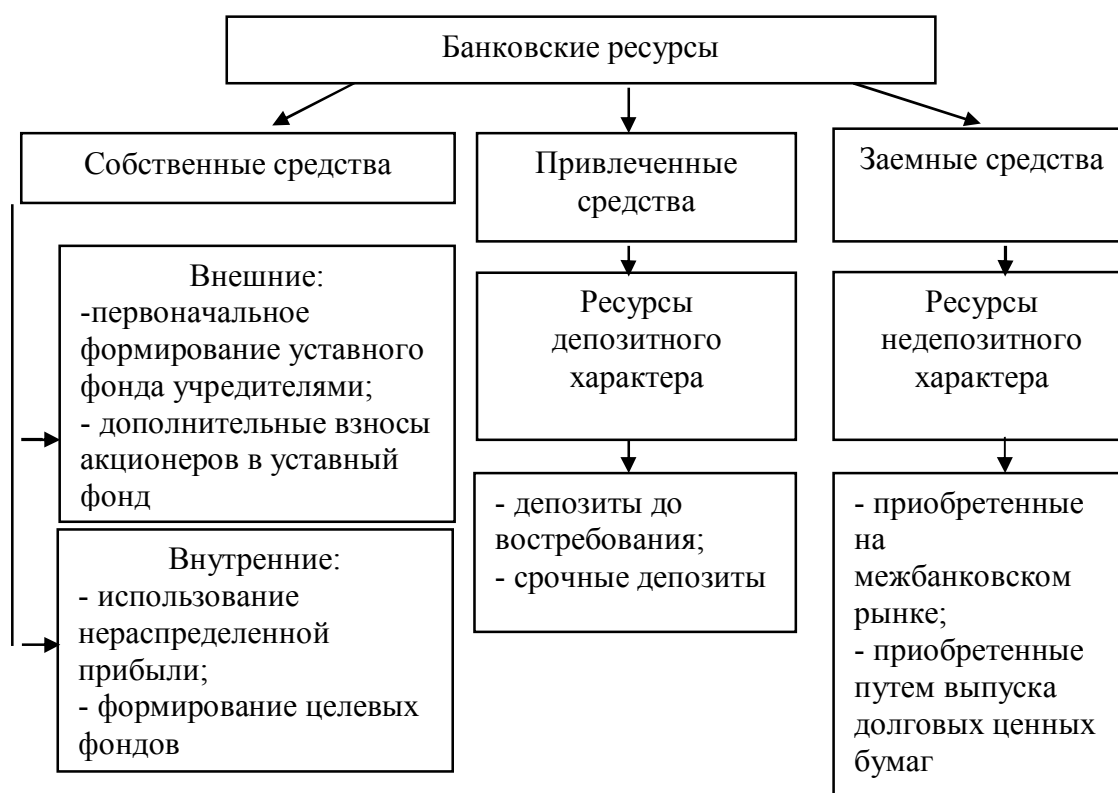 Банковские ресурсы
Собственные средства
Внешние:
-первоначальное
формирование уставного
фонда учредителями;
- дополнительные взносы
акционеров в уставный
фонд
Внутренние:
- использование
нераспределенной
прибыли;
- формирование целевых
фондов
Привлеченные
средства
Ресурсы
депозитного
характера
- депозиты до
востребования;
- срочные депозиты
Заемные средства
Ресурсы
недепозитного
характера
- приобретенные
на
межбанковском
рынке;
- приобретенные
путем выпуска
долговых ценных
бумаг